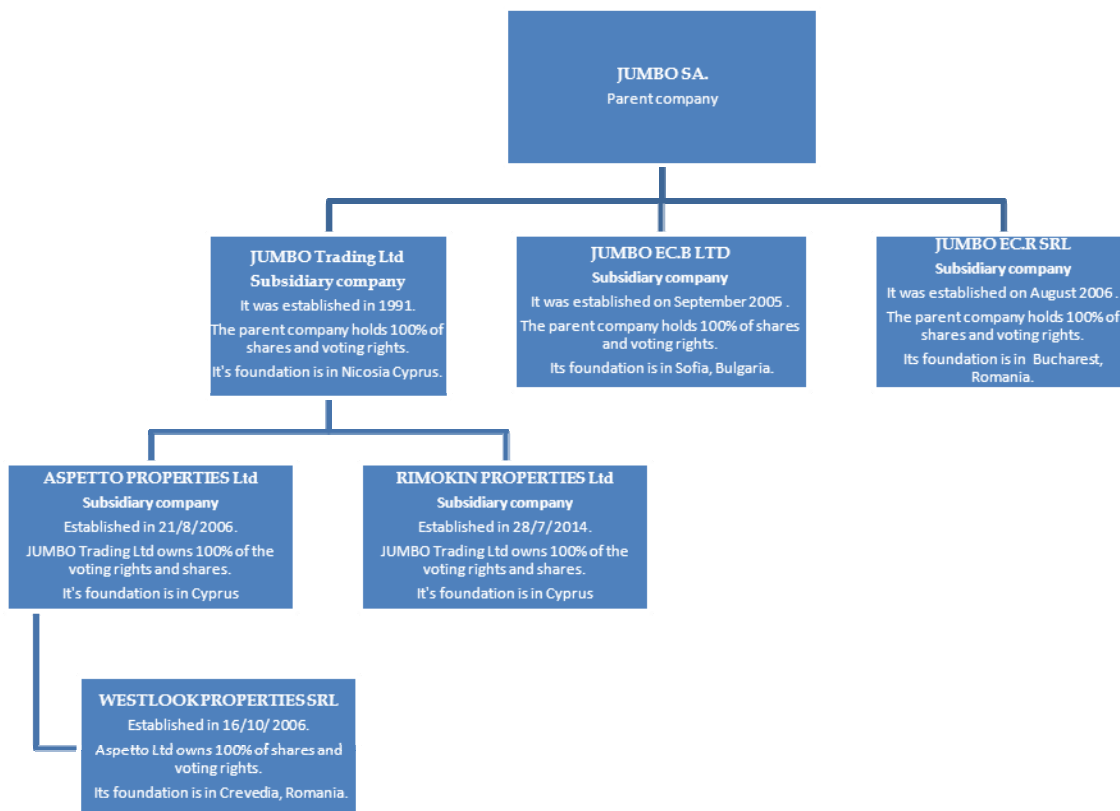 JUMBO SA.
Parent company
JUMBO Trading Ltd
Subsidiary company
It was established in 1991.
The parent company holds 100% of
shares and voting rights.
It's foundation is in Nicosia Cyprus.
JUMBO EC.B LTD
Subsidiary company
It was established on September 2005 .
The parent company holds 100% of shares
and voting rights.
Its foundation is in Sofia, Bulgaria.
JUMBO EC.R SRL
Subsidiary company
It was established on August 2006 .
The parent company holds 100% of
shares and voting rights.
Its foundation is in Bucharest,
Romania.
ASPETTO PROPERTIES Ltd
Subsidiary company
Established in 21/8/2006.
JUMBO Trading Ltd owns 100% of the
voting rights and shares.
It's foundation is in Cyprus
RIMOKIN PROPERTIES Ltd
Subsidiary company
Established in 28/7/2014.
JUMBO Trading Ltd owns 100% of the
voting rights and shares.
It's foundation is in Cyprus
WESTLOOK PROPERTIES SRL
Established in 16/10/ 2006.
Aspetto Ltd owns 100% of shares and
voting rights.
Its foundation is in Crevedia, Romania.